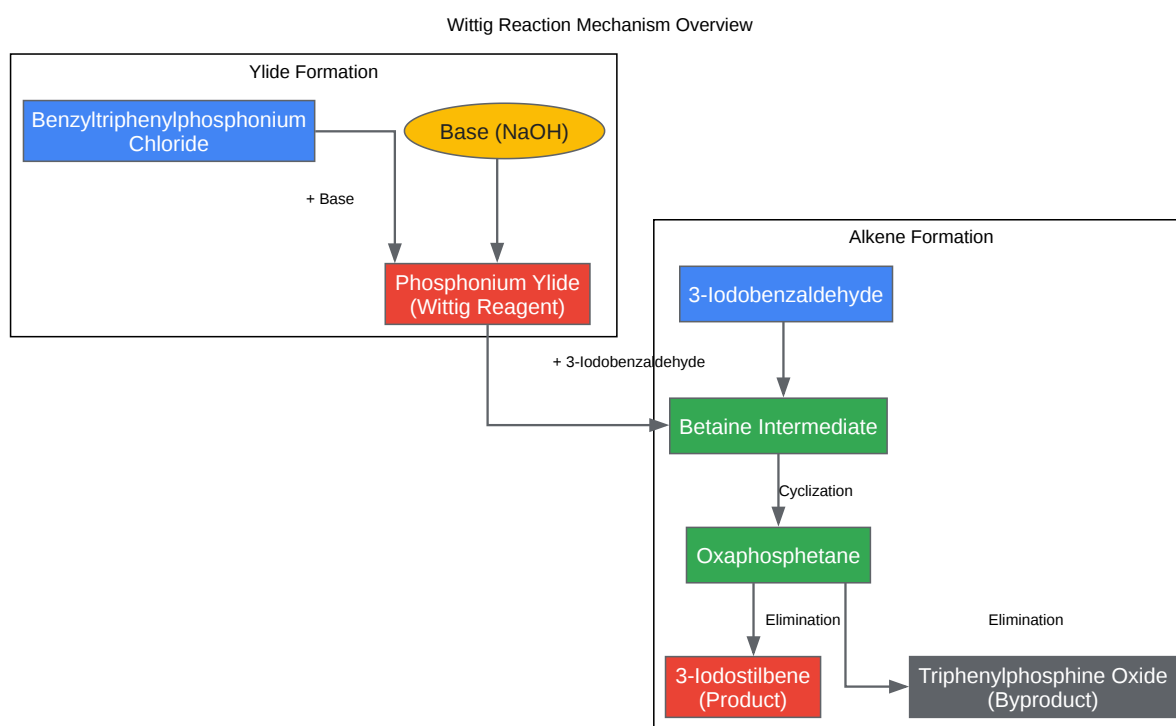 Wittig Reaction Mechanism Overview
Ylide Formation
Benzyltriphenylphosphonium
Chloride
Base (NaOH)
+ Base
Phosphonium Ylide
(Wittig Reagent)
Alkene Formation
3-Iodobenzaldehyde
+ 3-Iodobenzaldehyde
Betaine Intermediate
Cyclization
Oxaphosphetane
Elimination
Elimination
3-Iodostilbene
(Product)
Triphenylphosphine Oxide
(Byproduct)